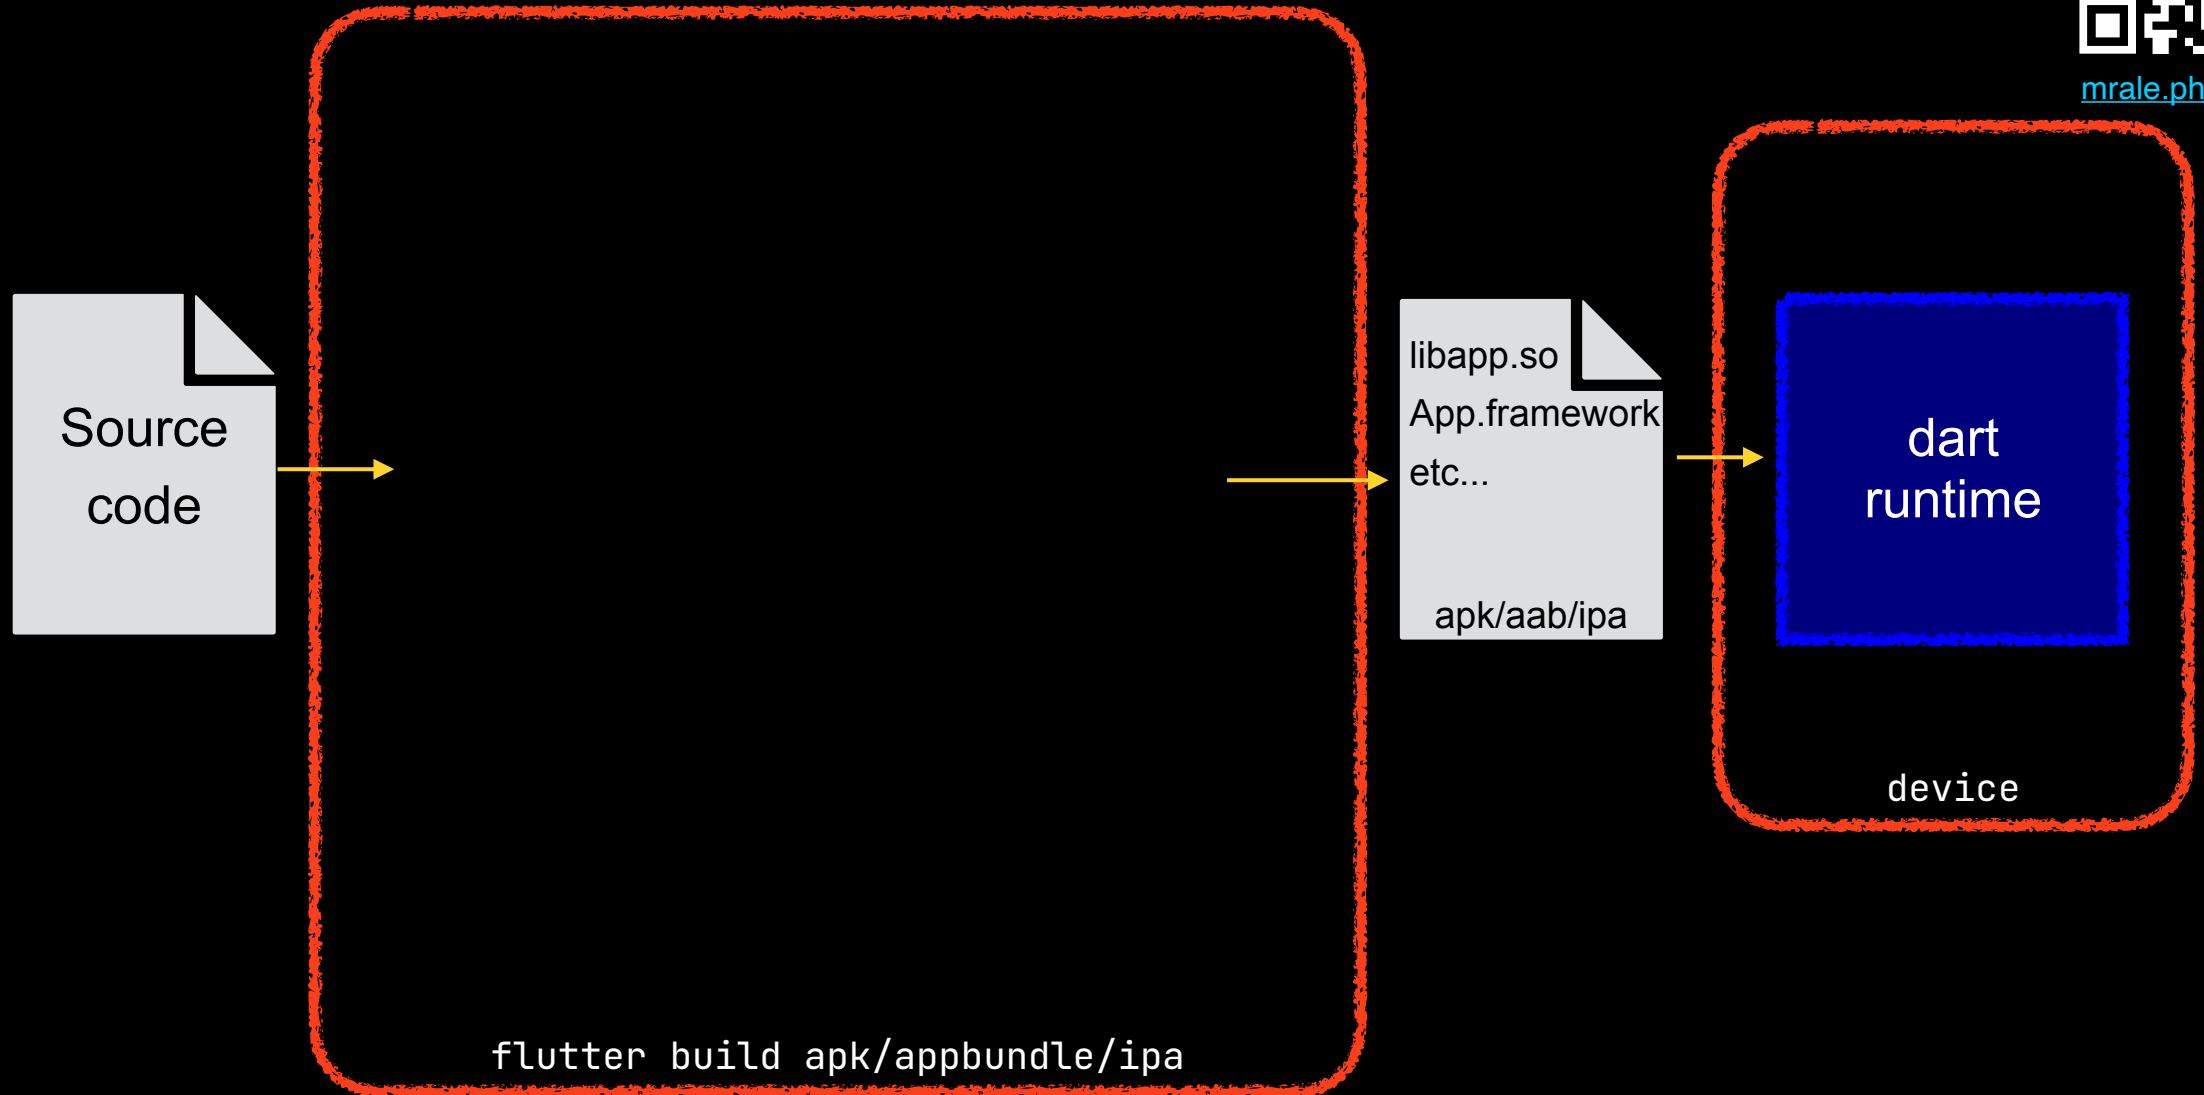 mrale.ph
Source
code
libapp.so
App.framework
etc...
apk/aab/ipa
dart
runtime
device
flutter build apk/appbundle/ipa